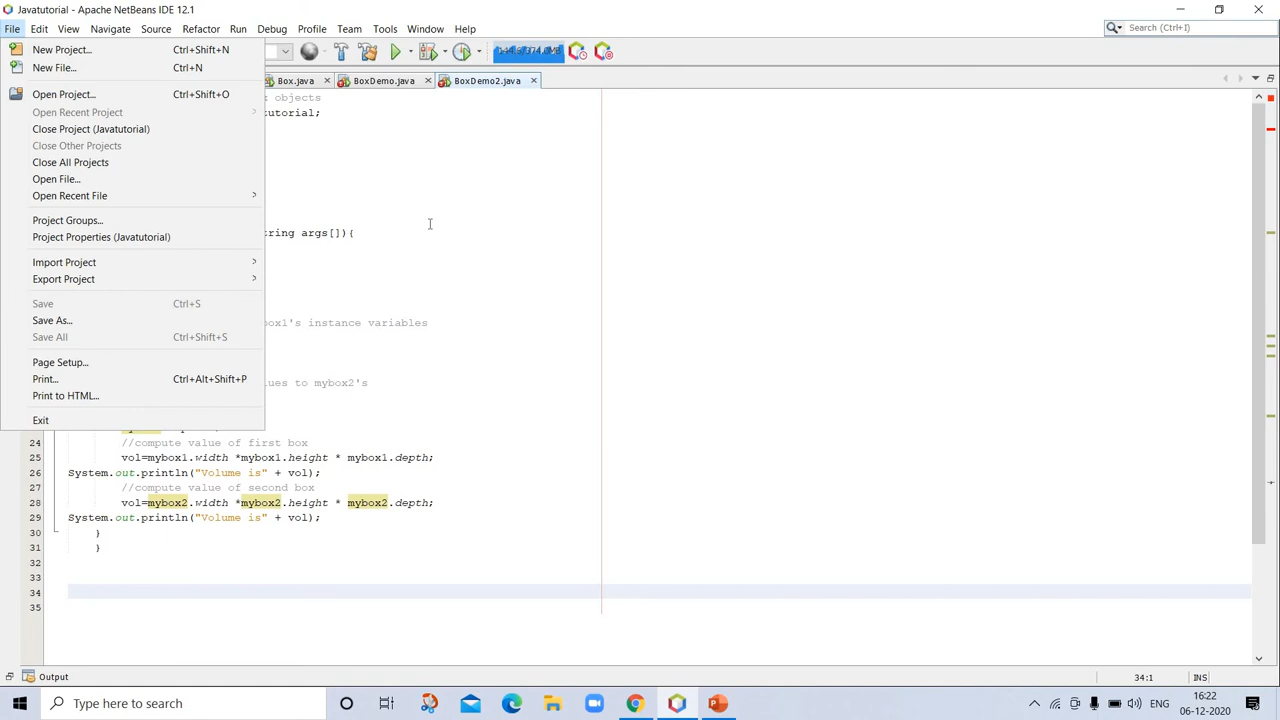 Javatutorial - Apache NetBeans IDE 12.1
File Edit View Navigate Source Refactor Run Debug Profile Team Tools Window Help
Search (Ctrl+I)
144.3/374.0MB
Box.java BoxDemo.java BoxDemo2.java
New Project... Ctrl+Shift+N
New File... Ctrl+N
Open Project... Ctrl+Shift+O
Open Recent Project
Close Project (Javatutorial)
Close Other Projects
Close All Projects
Open File...
Open Recent File
Project Groups...
Project Properties (Javatutorial)
Import Project
Export Project
Save Ctrl+S
Save As...
Save All Ctrl+Shift+S
Page Setup...
Print... Ctrl+Alt+Shift+P
Print to HTML...
Exit
objects
utorial;
tring args[]){
ox1's instance variables
ues to mybox2's
24 //compute value of first box
25 vol=mybox1.width *mybox1.height * mybox1.depth;
26 System.out.println("Volume is" + vol);
27 //compute value of second box
28 vol=mybox2.width *mybox2.height * mybox2.depth;
29 System.out.println("Volume is" + vol);
30 }
31 }
32
33
34
35
Output
34:1 INS
Type here to search
ENG
16:22
06-12-2020